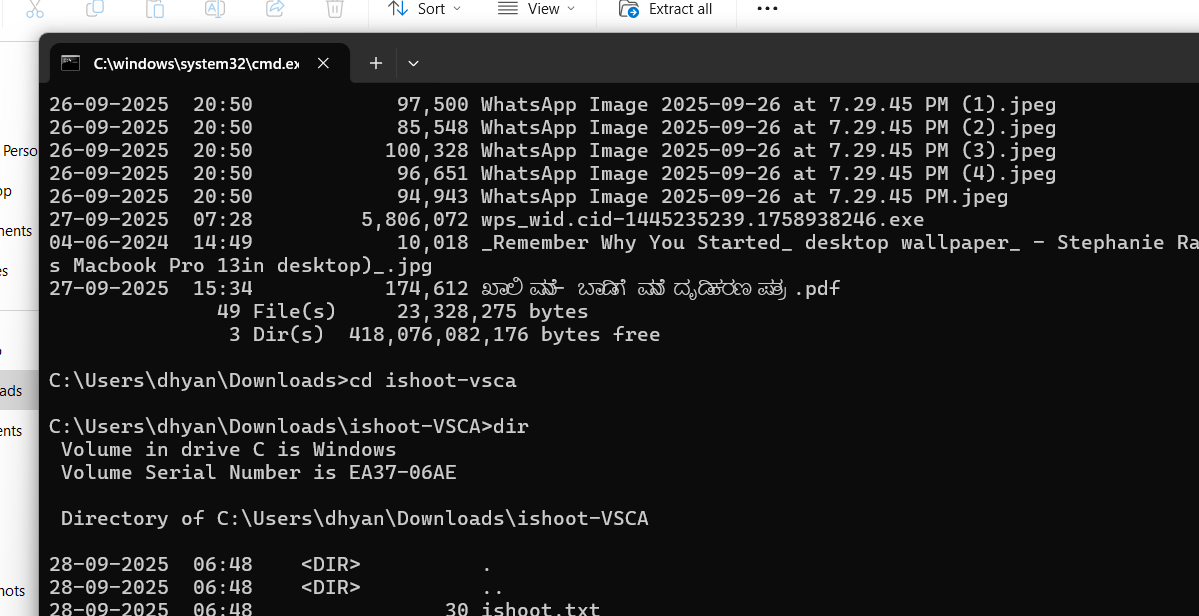 Sort
View
Extract all
C:\windows\system32\cmd.ex
26-09-2025  20:50            97,500 WhatsApp Image 2025-09-26 at 7.29.45 PM (1).jpeg
26-09-2025  20:50            85,548 WhatsApp Image 2025-09-26 at 7.29.45 PM (2).jpeg
26-09-2025  20:50           100,328 WhatsApp Image 2025-09-26 at 7.29.45 PM (3).jpeg
26-09-2025  20:50            96,651 WhatsApp Image 2025-09-26 at 7.29.45 PM (4).jpeg
26-09-2025  20:50            94,943 WhatsApp Image 2025-09-26 at 7.29.45 PM.jpeg
27-09-2025  07:28         5,806,072 wps_wid.cid-1445235239.1758938246.exe
04-06-2024  14:49            10,018 _Remember Why You Started_ desktop wallpaper_ - Stephanie Ra
s Macbook Pro 13in desktop)_.jpg
27-09-2025  15:34           174,612 ಖಾಲಿ ಮನೆ- ಬಾಡಿಗೆ ಮನೆ ದೃಡಿಕರಣ ಪತ್ರ .pdf
              49 File(s)     23,328,275 bytes
               3 Dir(s)  418,076,082,176 bytes free
C:\Users\dhyan\Downloads>cd ishoot-vsca
C:\Users\dhyan\Downloads\ishoot-VSCA>dir
 Volume in drive C is Windows
 Volume Serial Number is EA37-06AE
 Directory of C:\Users\dhyan\Downloads\ishoot-VSCA
28-09-2025  06:48    <DIR>          .
28-09-2025  06:48    <DIR>          ..
28-09-2025  06:48                30 ishoot.txt
Perso